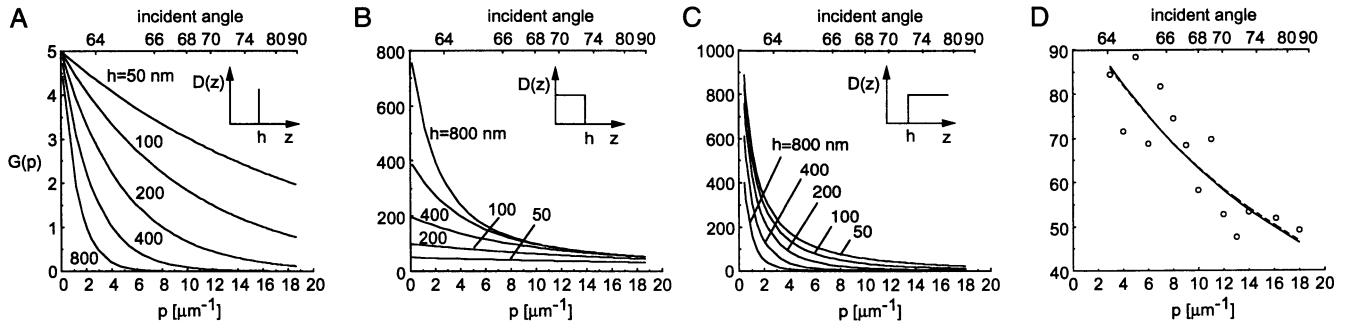 A
incident angle
64 66 68 70 74 80 90
5
4
3
2
1
0
G(p)
h=50 nm
100
200
400
800
D(z)
h z
0 2 4 6 8 10 12 14 16 18 20
p [μm⁻¹]
B
incident angle
64 66 68 70 74 80 90
800
600
400
200
0
D(z)
h z
h=800 nm
400
200
100
50
0 2 4 6 8 10 12 14 16 18 20
p [μm⁻¹]
C
incident angle
64 66 68 70 74 80 90
1000
800
600
400
200
0
D(z)
h z
h=800 nm
400
200
100
50
0 2 4 6 8 10 12 14 16 18 20
p [μm⁻¹]
D
incident angle
64 66 68 70 74 80 90
90
80
70
60
50
40
0 2 4 6 8 10 12 14 16 18 20
p [μm⁻¹]